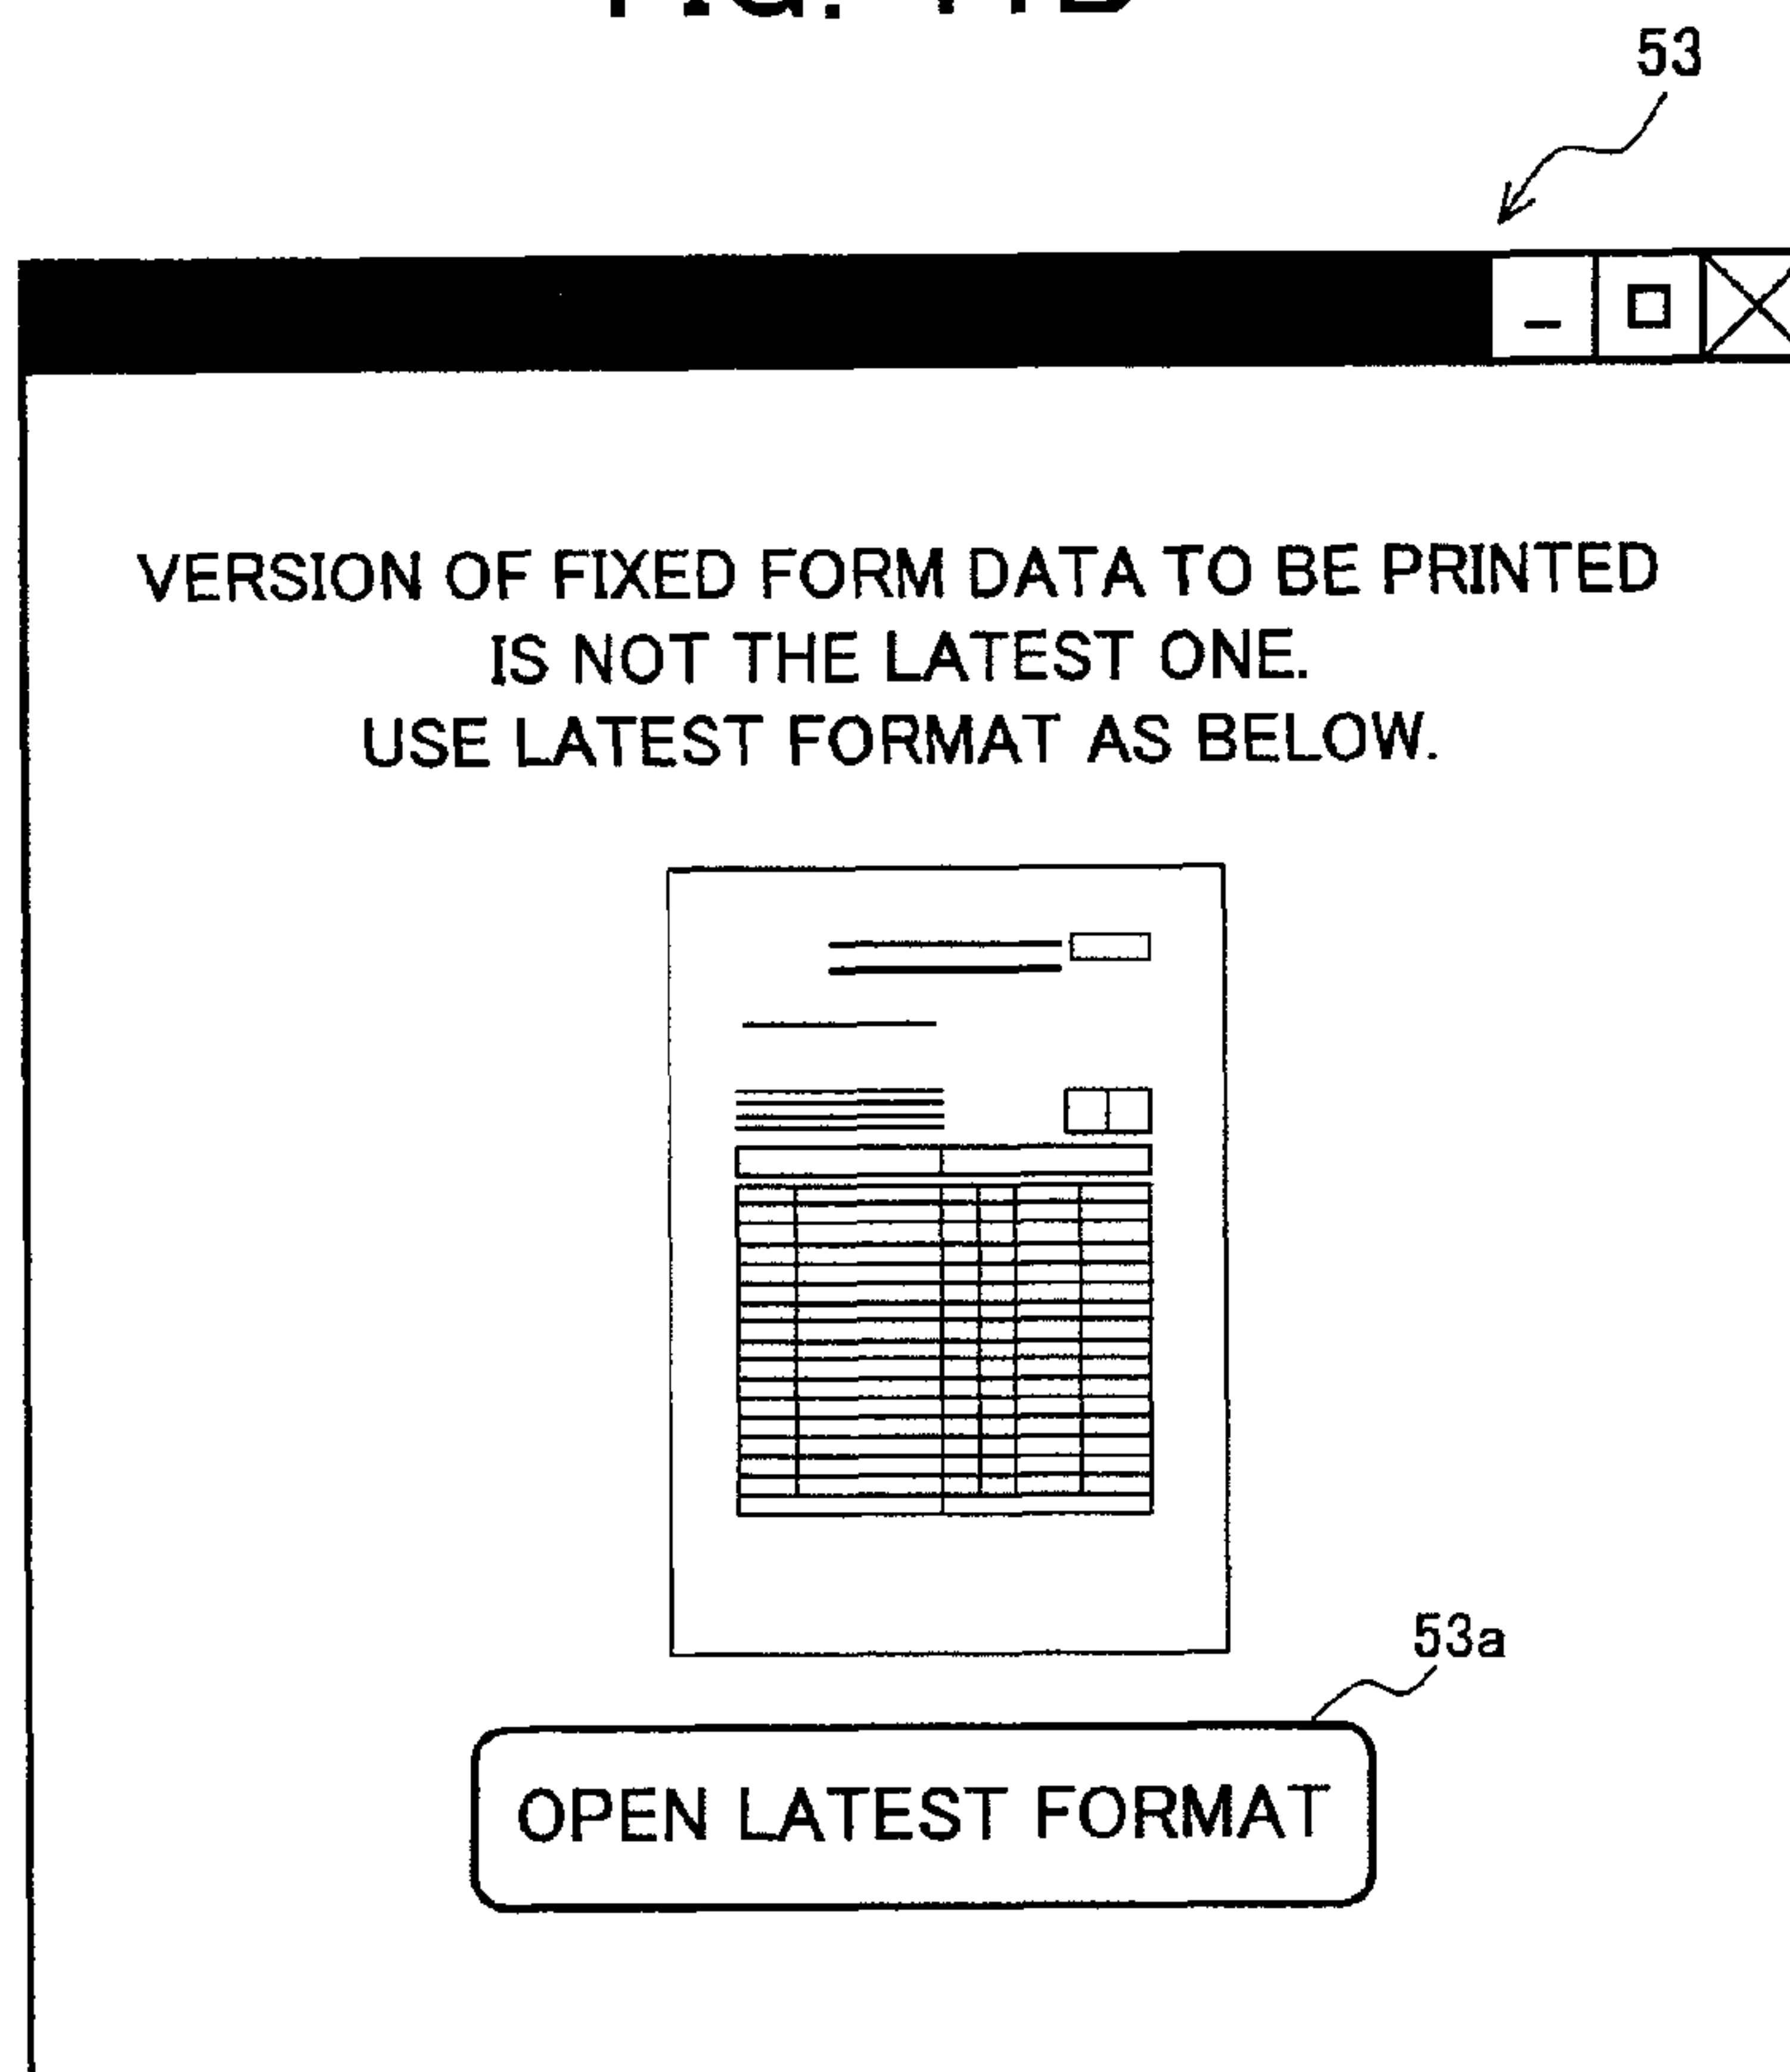 53
VERSION OF FIXED FORM DATA TO BE PRINTED
IS NOT THE LATEST ONE.
USE LATEST FORMAT AS BELOW.
53a
OPEN LATEST FORMAT